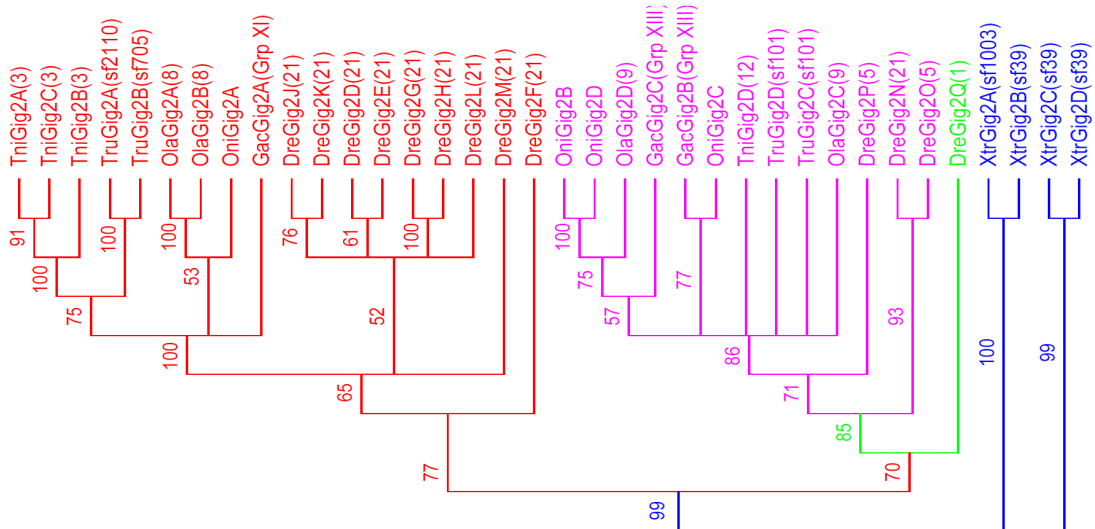 TniGig2A(3)
TniGig2C(3)
TniGig2B(3)
TruGig2A(sf2110)
TruGig2B(sf705)
OlaGig2A(8)
OlaGig2B(8)
OniGig2A
GacGig2A(Grp XI)
DreGig2J(21)
DreGig2K(21)
DreGig2D(21)
DreGig2E(21)
DreGig2G(21)
DreGig2H(21)
DreGig2L(21)
DreGig2M(21)
DreGig2F(21)
OniGig2B
OniGig2D
OlaGig2D(9)
GacGig2C(Grp XIII)
GacGig2B(Grp XIII)
OniGig2C
TniGig2D(12)
TruGig2D(sf101)
TruGig2C(sf101)
OlaGig2C(9)
DreGig2P(5)
DreGig2N(21)
DreGig2O(5)
DreGig2Q(1)
XtrGig2A(sf1003)
XtrGig2B(sf39)
XtrGig2C(sf39)
XtrGig2D(sf39)
91
100
100
76
61
100
100
100
53
75
77
75
57
52
93
100
86
100
99
65
71
85
77
70
99